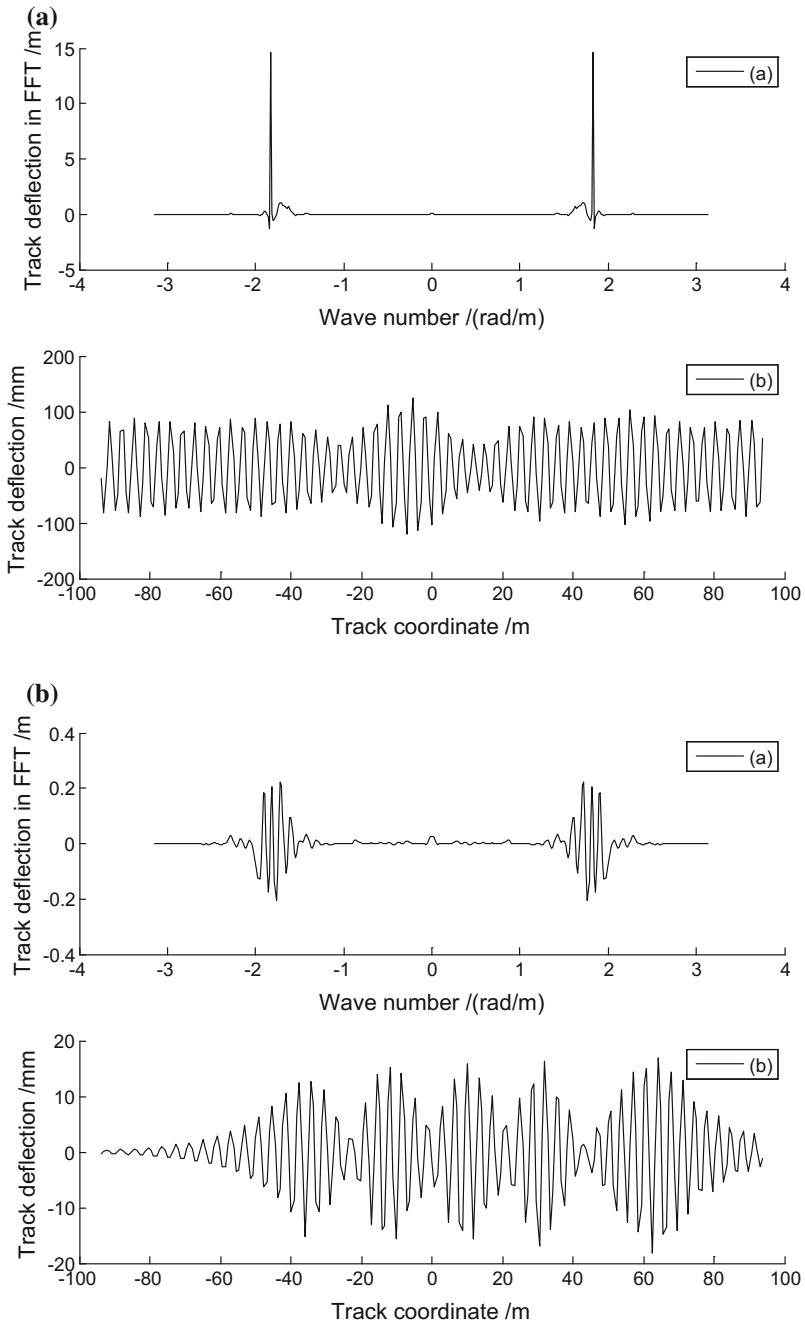 (a)
Track deflection in FFT /m
15
10
5
0
-5
(a)
-4 -3 -2 -1 0 1 2 3 4
Wave number /(rad/m)
Track deflection /mm
200
100
0
-100
-200
(b)
-100 -80 -60 -40 -20 0 20 40 60 80 100
Track coordinate /m
(b)
Track deflection in FFT /m
0.4
0.2
0
-0.2
-0.4
(a)
-4 -3 -2 -1 0 1 2 3 4
Wave number /(rad/m)
Track deflection /mm
20
10
0
-10
-20
(b)
-100 -80 -60 -40 -20 0 20 40 60 80 100
Track coordinate /m